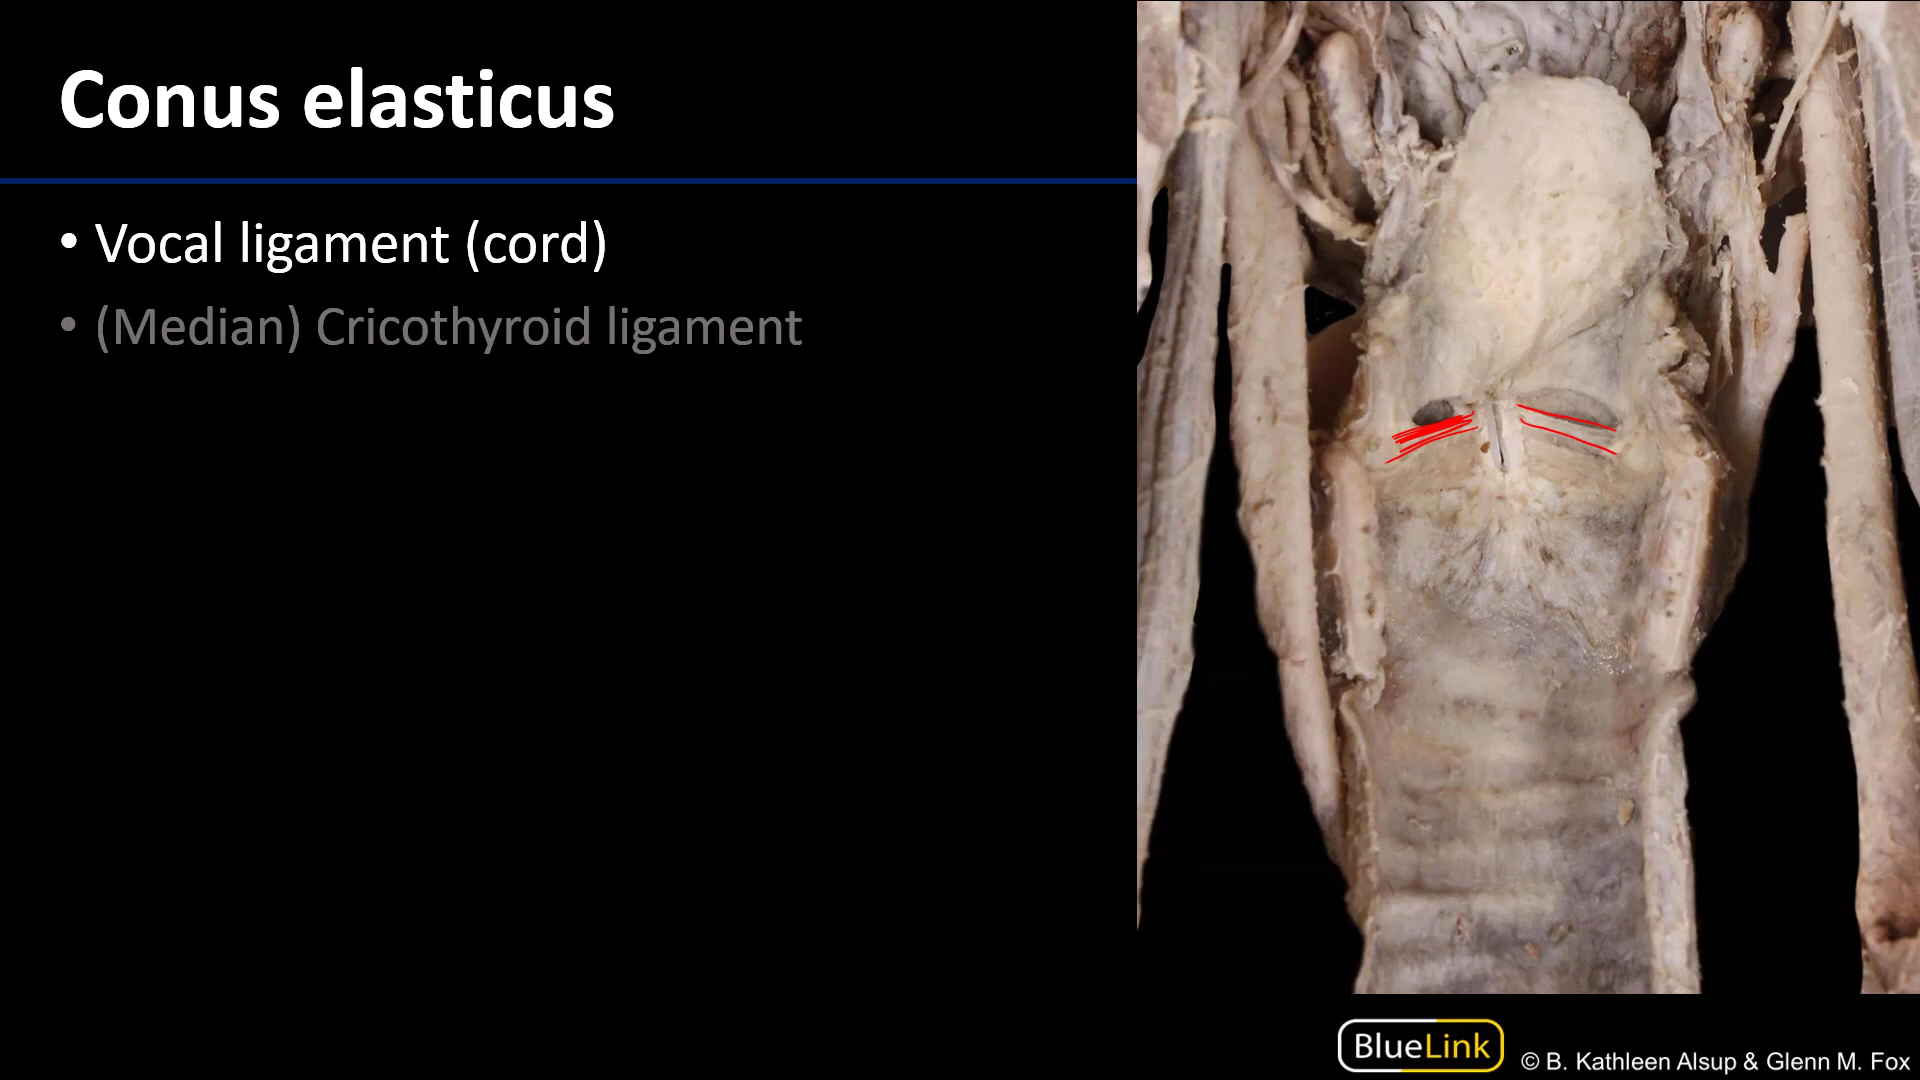 Conus elasticus
• Vocal ligament (cord)
• (Median) Cricothyroid ligament
BlueLink
© B. Kathleen Alsup & Glenn M. Fox